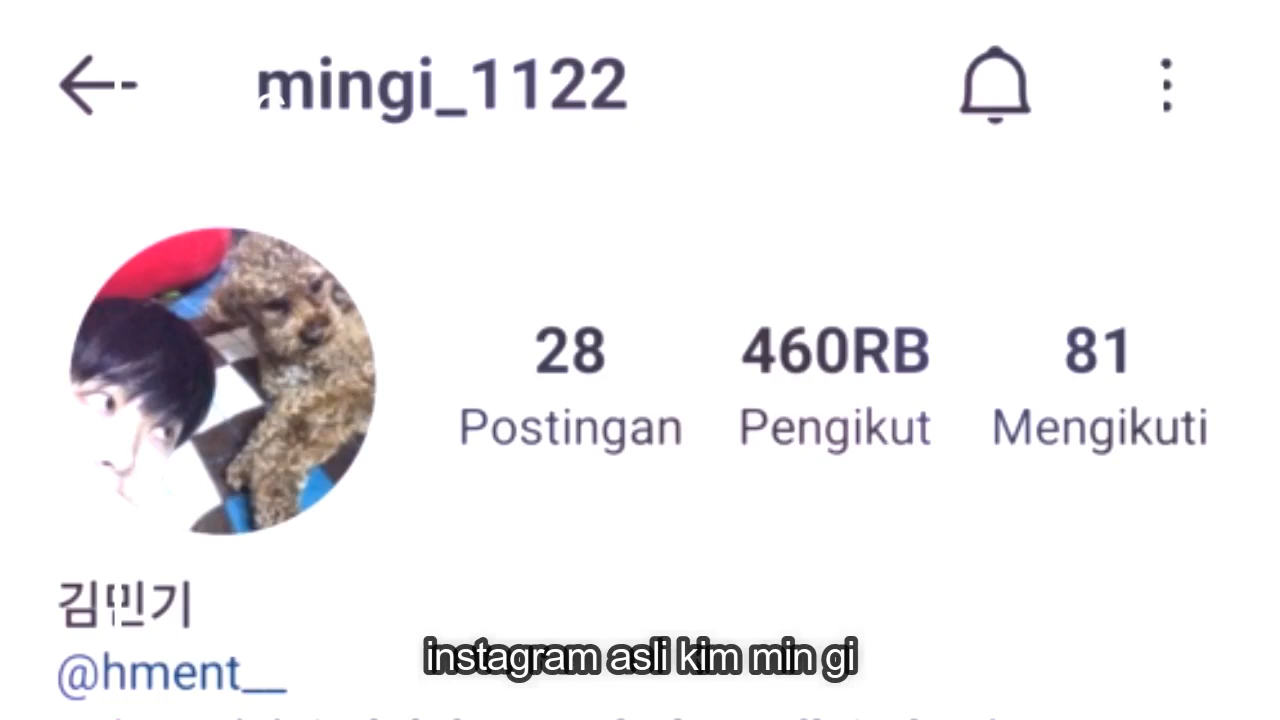 mingi_1122
28 460RB 81
Postingan Pengikut Mengikuti
김민기
@hment__
instagram asli kim min gi